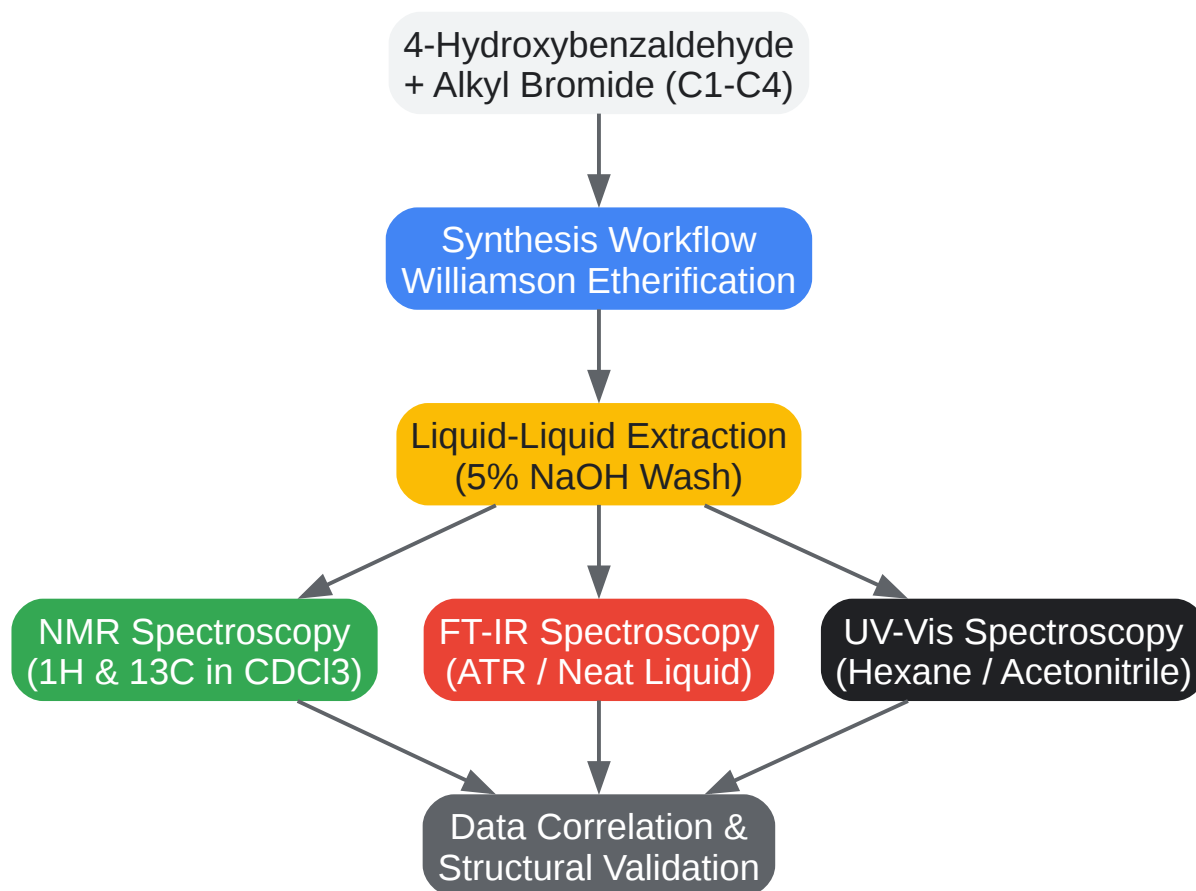 4-Hydroxybenzaldehyde
+ Alkyl Bromide (C1-C4)
Synthesis Workflow
Williamson Etherification
Liquid-Liquid Extraction
(5% NaOH Wash)
NMR Spectroscopy
(1H & 13C in CDCl3)
FT-IR Spectroscopy
(ATR / Neat Liquid)
UV-Vis Spectroscopy
(Hexane / Acetonitrile)
Data Correlation &
Structural Validation